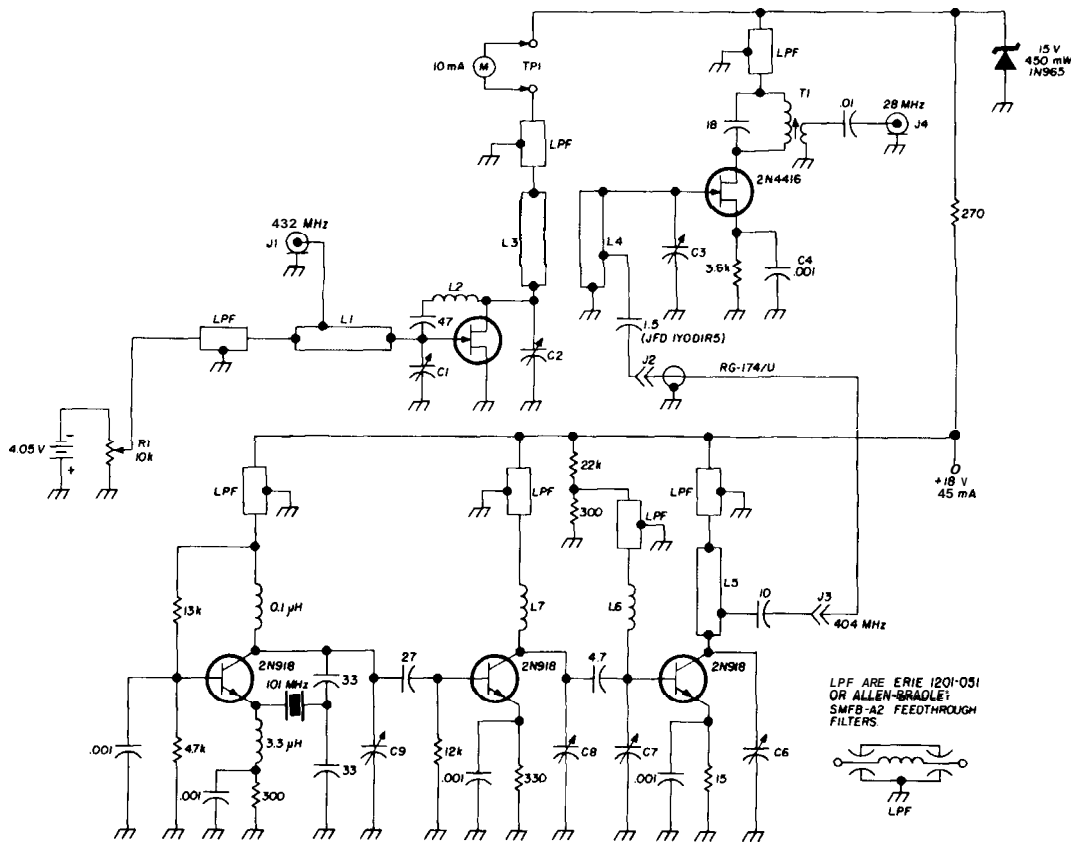 10 mA
M
TP1
LPF
15 V
450 mW
1N965
T1
.01
28 MHz
J4
18
LPF
2N4416
432 MHz
J1
L3
L4
C3
3.9k
C4
.001
270
L2
LPF
L1
47
C1
C2
1.5
(JFD 1YO01R5)
J2
RG-174/U
4.05 V
-
+
R1
10k
LPF
LPF
22k
300
LPF
LPF
+18 V
45 mA
13k
0.1 µH
L7
L6
L5
10
J3
404 MHz
2N918
101 MHz
33
27
2N918
4.7
2N918
.001
4.7k
3.3 µH
.001
300
33
C9
12k
.001
330
C8
C7
.001
15
C6
LPF ARE ERIE 1201-051
OR ALLEN-BRADLEY
SMFB-A2 FEEDTHROUGH
FILTERS
LPF